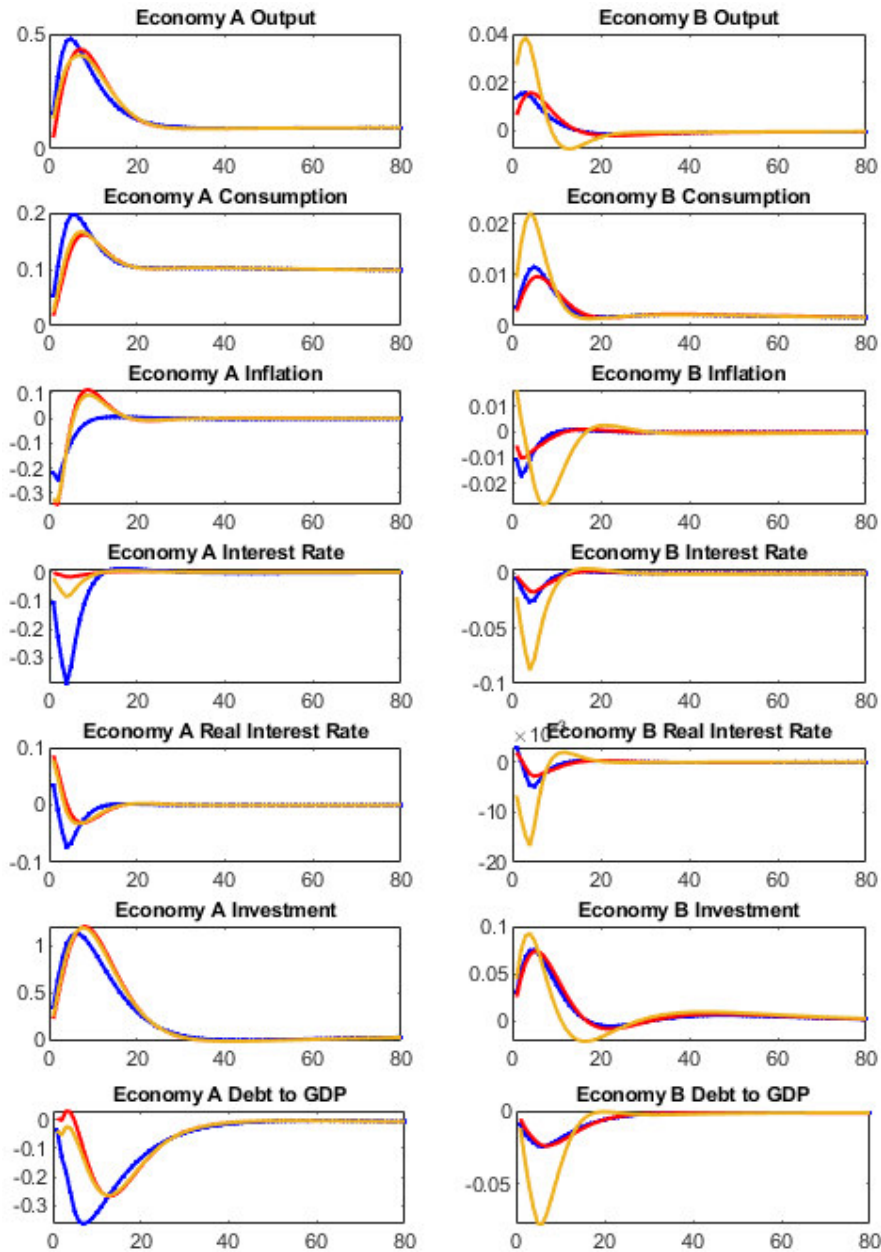 Economy A Output
0.5
0
0 20 40 60 80
Economy B Output
0.04
0.02
0
0 20 40 60 80
Economy A Consumption
0.2
0.1
0
0 20 40 60 80
Economy B Consumption
0.02
0.01
0
0 20 40 60 80
Economy A Inflation
0.1
0
-0.1
-0.2
-0.3
0 20 40 60 80
Economy B Inflation
0.01
0
-0.01
-0.02
0 20 40 60 80
Economy A Interest Rate
0
-0.1
-0.2
-0.3
0 20 40 60 80
Economy B Interest Rate
0
-0.05
-0.1
0 20 40 60 80
Economy A Real Interest Rate
0.1
0
-0.1
0 20 40 60 80
×10
Economy B Real Interest Rate
0
-10
-20
0 20 40 60 80
Economy A Investment
1
0.5
0
0 20 40 60 80
Economy B Investment
0.1
0.05
0
0 20 40 60 80
Economy A Debt to GDP
0
-0.1
-0.2
-0.3
0 20 40 60 80
Economy B Debt to GDP
0
-0.05
0 20 40 60 80